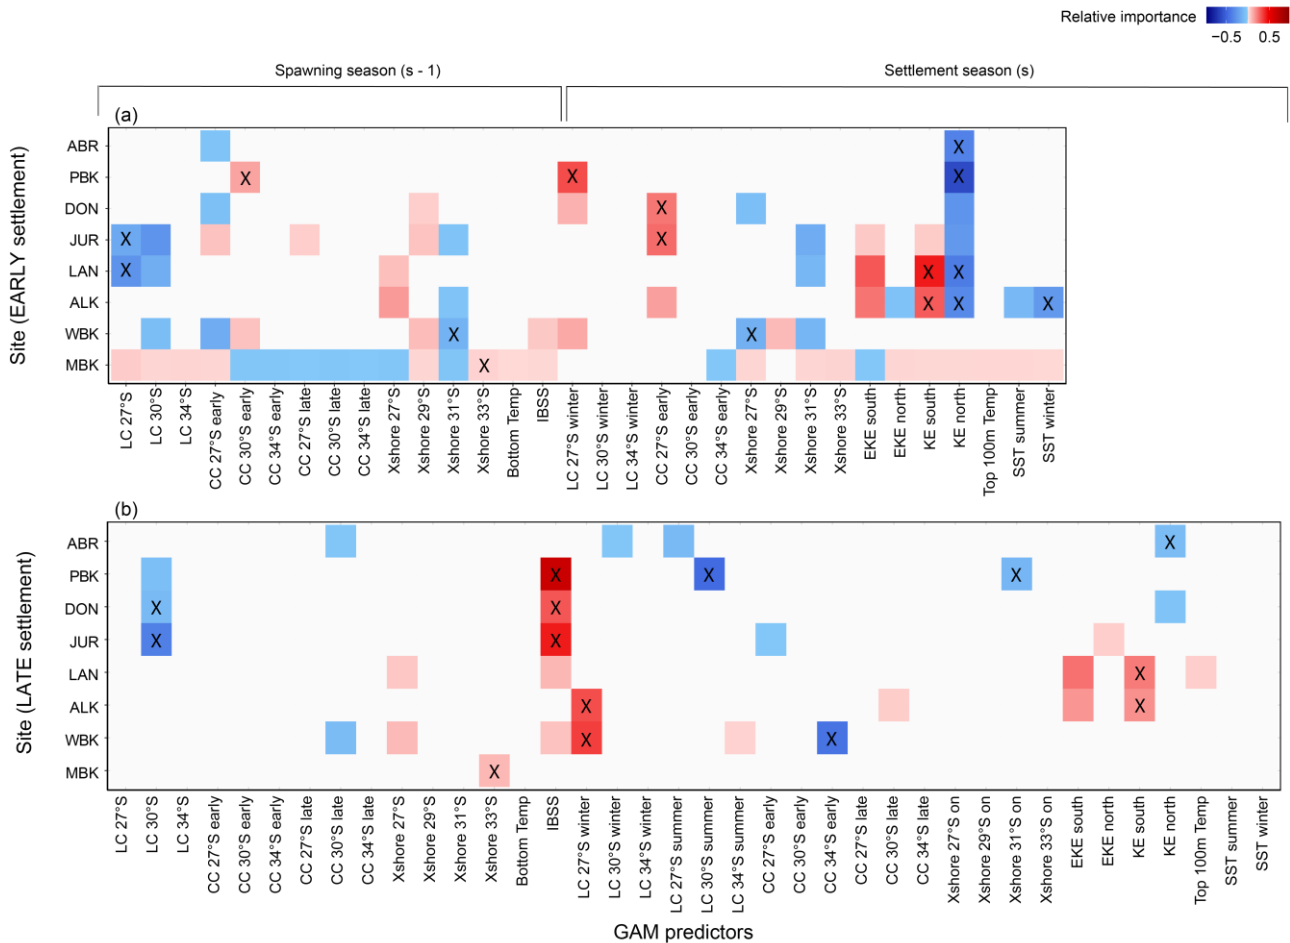 Relative importance
−0.5 0.5
Spawning season (s - 1) Settlement season (s)
(a)
Site (EARLY settlement)
ABR X
PBK X X X
DON X
JUR X X
LAN X X X
ALK X X X
WBK X X
MBK X
LC 27°S
LC 30°S
LC 34°S
CC 27°S early
CC 30°S early
CC 34°S early
CC 27°S late
CC 30°S late
CC 34°S late
Xshore 27°S
Xshore 29°S
Xshore 31°S
Xshore 33°S
Bottom Temp
IBSS
LC 27°S winter
LC 30°S winter
LC 34°S winter
CC 27°S early
CC 30°S early
CC 34°S early
Xshore 27°S
Xshore 29°S
Xshore 31°S
Xshore 33°S
EKE south
EKE north
KE south
KE north
Top 100m Temp
SST summer
SST winter
(b)
Site (LATE settlement)
ABR X
PBK X X X
DON X X
JUR X X
LAN X
ALK X X
WBK X X
MBK X
LC 27°S
LC 30°S
LC 34°S
CC 27°S early
CC 30°S early
CC 34°S early
CC 27°S late
CC 30°S late
CC 34°S late
Xshore 27°S
Xshore 29°S
Xshore 31°S
Xshore 33°S
Bottom Temp
IBSS
LC 27°S winter
LC 30°S winter
LC 34°S winter
LC 27°S summer
LC 30°S summer
LC 34°S summer
CC 27°S early
CC 30°S early
CC 34°S early
CC 27°S late
CC 30°S late
CC 34°S late
Xshore 27°S on
Xshore 29°S on
Xshore 31°S on
Xshore 33°S on
EKE south
EKE north
KE south
KE north
Top 100m Temp
SST summer
SST winter
GAM predictors